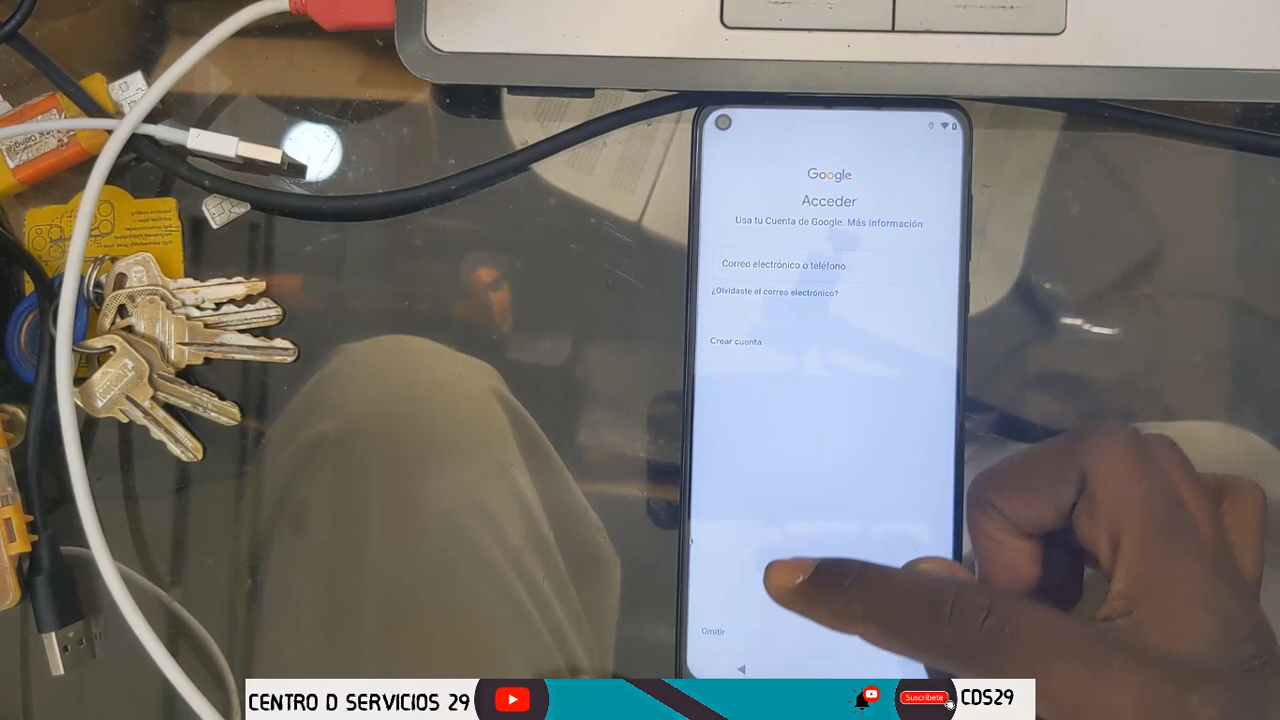 Google
Acceder
Usa tu Cuenta de Google. Más información
Correo electrónico o teléfono
¿Olvidaste el correo electrónico?
Crear cuenta
Omitir
CENTRO D SERVICIOS 29
Suscribete
CDS29